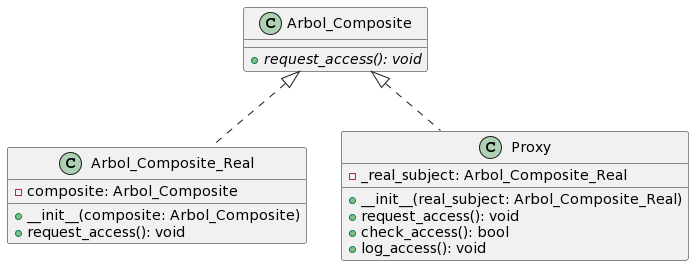 C Arbol_Composite
request_access(): void
C Arbol_Composite_Real
composite: Arbol_Composite
__init__(composite: Arbol_Composite)
request_access(): void
C Proxy
_real_subject: Arbol_Composite_Real
__init__(real_subject: Arbol_Composite_Real)
request_access(): void
check_access(): bool
log_access(): void